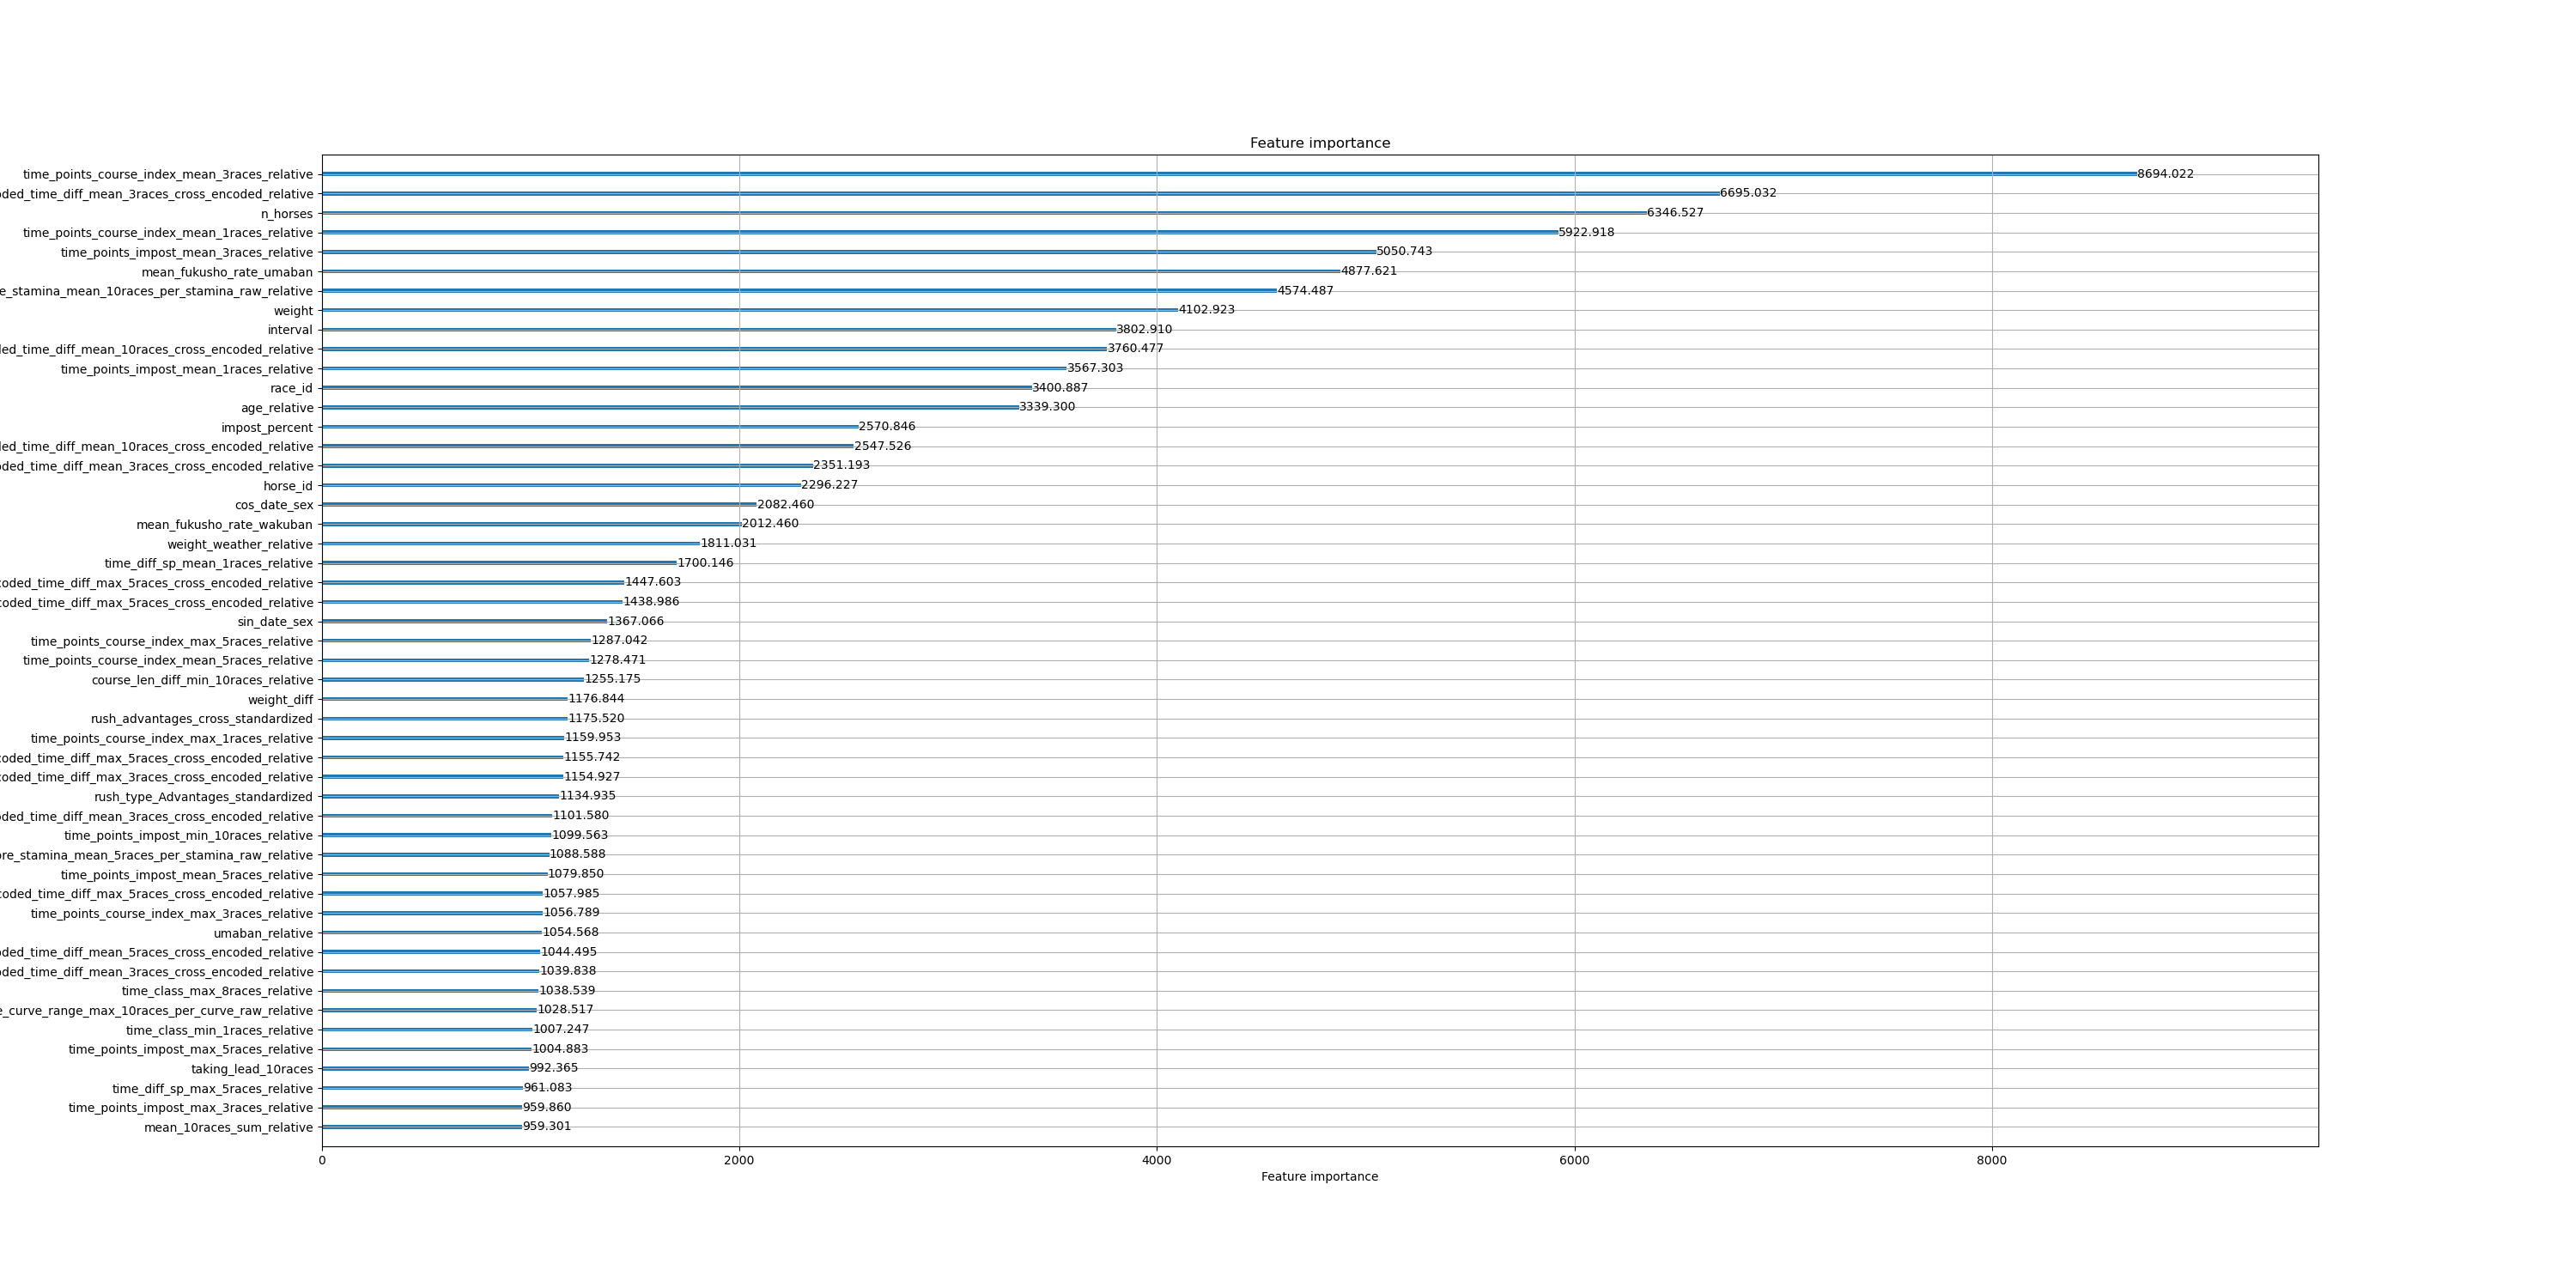 Feature importance
time_points_course_index_mean_3races_relative 8694.022
ded_time_diff_mean_3races_cross_encoded_relative 6695.032
n_horses 6346.527
time_points_course_index_mean_1races_relative 5922.918
time_points_impost_mean_3races_relative 5050.743
mean_fukusho_rate_umaban 4877.621
e_stamina_mean_10races_per_stamina_raw_relative 4574.487
weight 4102.923
interval 3802.910
ed_time_diff_mean_10races_cross_encoded_relative 3760.477
time_points_impost_mean_1races_relative 3567.303
race_id 3400.887
age_relative 3339.300
impost_percent 2570.846
ed_time_diff_mean_10races_cross_encoded_relative 2547.526
ded_time_diff_mean_3races_cross_encoded_relative 2351.193
horse_id 2296.227
cos_date_sex 2082.460
mean_fukusho_rate_wakuban 2012.460
weight_weather_relative 1811.031
time_diff_sp_mean_1races_relative 1700.146
coded_time_diff_max_5races_cross_encoded_relative 1447.603
coded_time_diff_max_5races_cross_encoded_relative 1438.986
sin_date_sex 1367.066
time_points_course_index_max_5races_relative 1287.042
time_points_course_index_mean_5races_relative 1278.471
course_len_diff_min_10races_relative 1255.175
weight_diff 1176.844
rush_advantages_cross_standardized 1175.520
time_points_course_index_max_1races_relative 1159.953
coded_time_diff_max_5races_cross_encoded_relative 1155.742
coded_time_diff_max_3races_cross_encoded_relative 1154.927
rush_type_Advantages_standardized 1134.935
ded_time_diff_mean_3races_cross_encoded_relative 1101.580
time_points_impost_min_10races_relative 1099.563
ore_stamina_mean_5races_per_stamina_raw_relative 1088.588
time_points_impost_mean_5races_relative 1079.850
coded_time_diff_max_5races_cross_encoded_relative 1057.985
time_points_course_index_max_3races_relative 1056.789
umaban_relative 1054.568
ded_time_diff_mean_5races_cross_encoded_relative 1044.495
ded_time_diff_mean_3races_cross_encoded_relative 1039.838
time_class_max_8races_relative 1038.539
e_curve_range_max_10races_per_curve_raw_relative 1028.517
time_class_min_1races_relative 1007.247
time_points_impost_max_5races_relative 1004.883
taking_lead_10races 992.365
time_diff_sp_max_5races_relative 961.083
time_points_impost_max_3races_relative 959.860
mean_10races_sum_relative 959.301
0 2000 4000 6000 8000
Feature importance